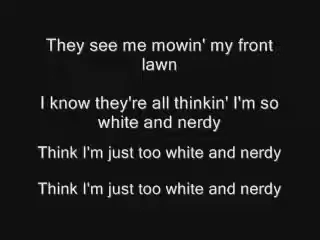 They see me mowin' my front
lawn
I know they're all thinkin' I'm so
white and nerdy
Think I'm just too white and nerdy
Think I'm just too white and nerdy